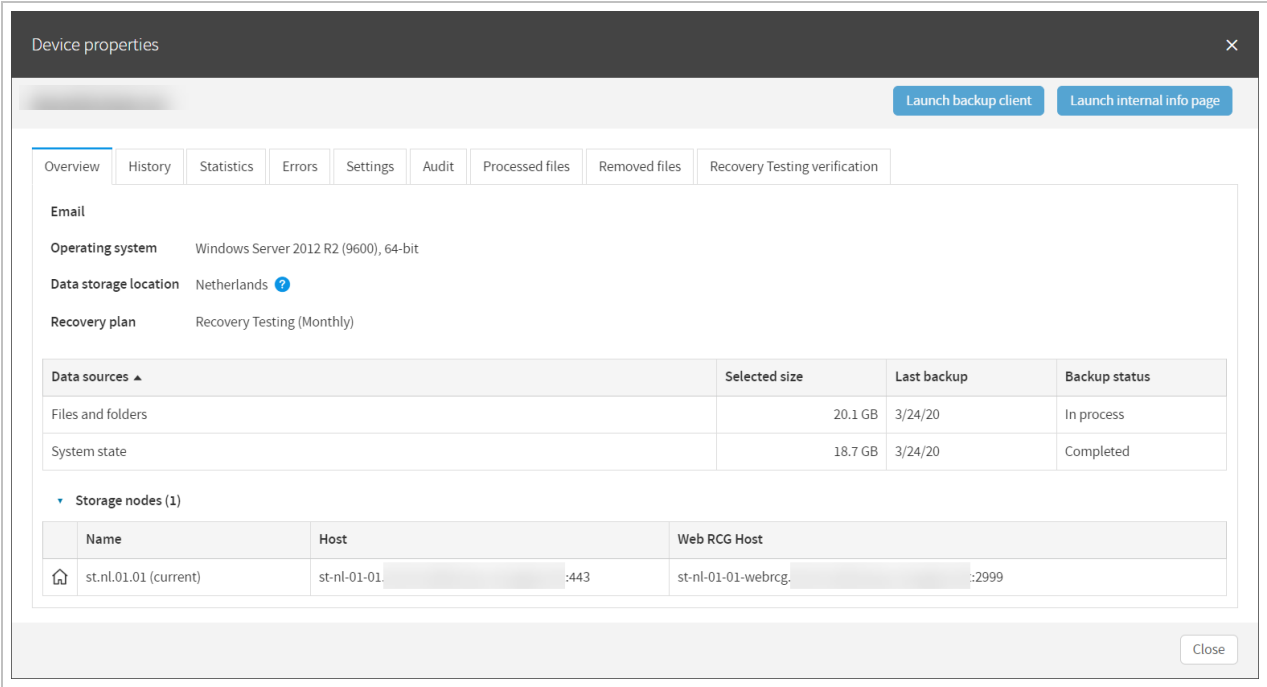 Device properties
Launch backup client Launch internal info page
Overview History Statistics Errors Settings Audit Processed files Removed files Recovery Testing verification
Email
Operating system Windows Server 2012 R2 (9600), 64-bit
Data storage location Netherlands ?
Recovery plan Recovery Testing (Monthly)
Data sources Selected size Last backup Backup status
Files and folders 20.1 GB 3/24/20 In process
System state 18.7 GB 3/24/20 Completed
Storage nodes (1)
Name Host Web RCG Host
st.nl.01.01 (current) st-nl-01-01. :443 st-nl-01-01-webrcg. :2999
Close